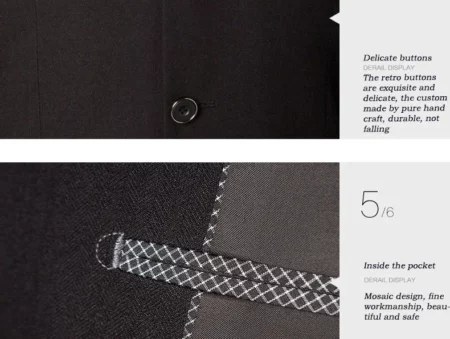 Delicate buttons
DERAIL DISPLAY
The retro buttons
are exquisite and
delicate, the custom
made by pure hand
craft, durable, not
falling
5/6
Inside the pocket
DERAIL DISPLAY
Mosaic design, fine
workmanship, beau-
tiful and safe